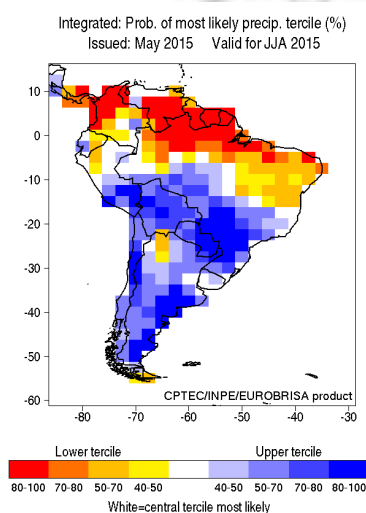 Integrated: Prob. of most likely precip. tercile (%)
Issued: May 2015 Valid for JJA 2015
10
0
-10
-20
-30
-40
-50
-60
CPTEC/INPE/EUROBRISA product
-80 -70 -60 -50 -40 -30
Lower tercile Upper tercile
80-100 70-80 50-70 40-50 40-50 50-70 70-80 80-100
White=central tercile most likely